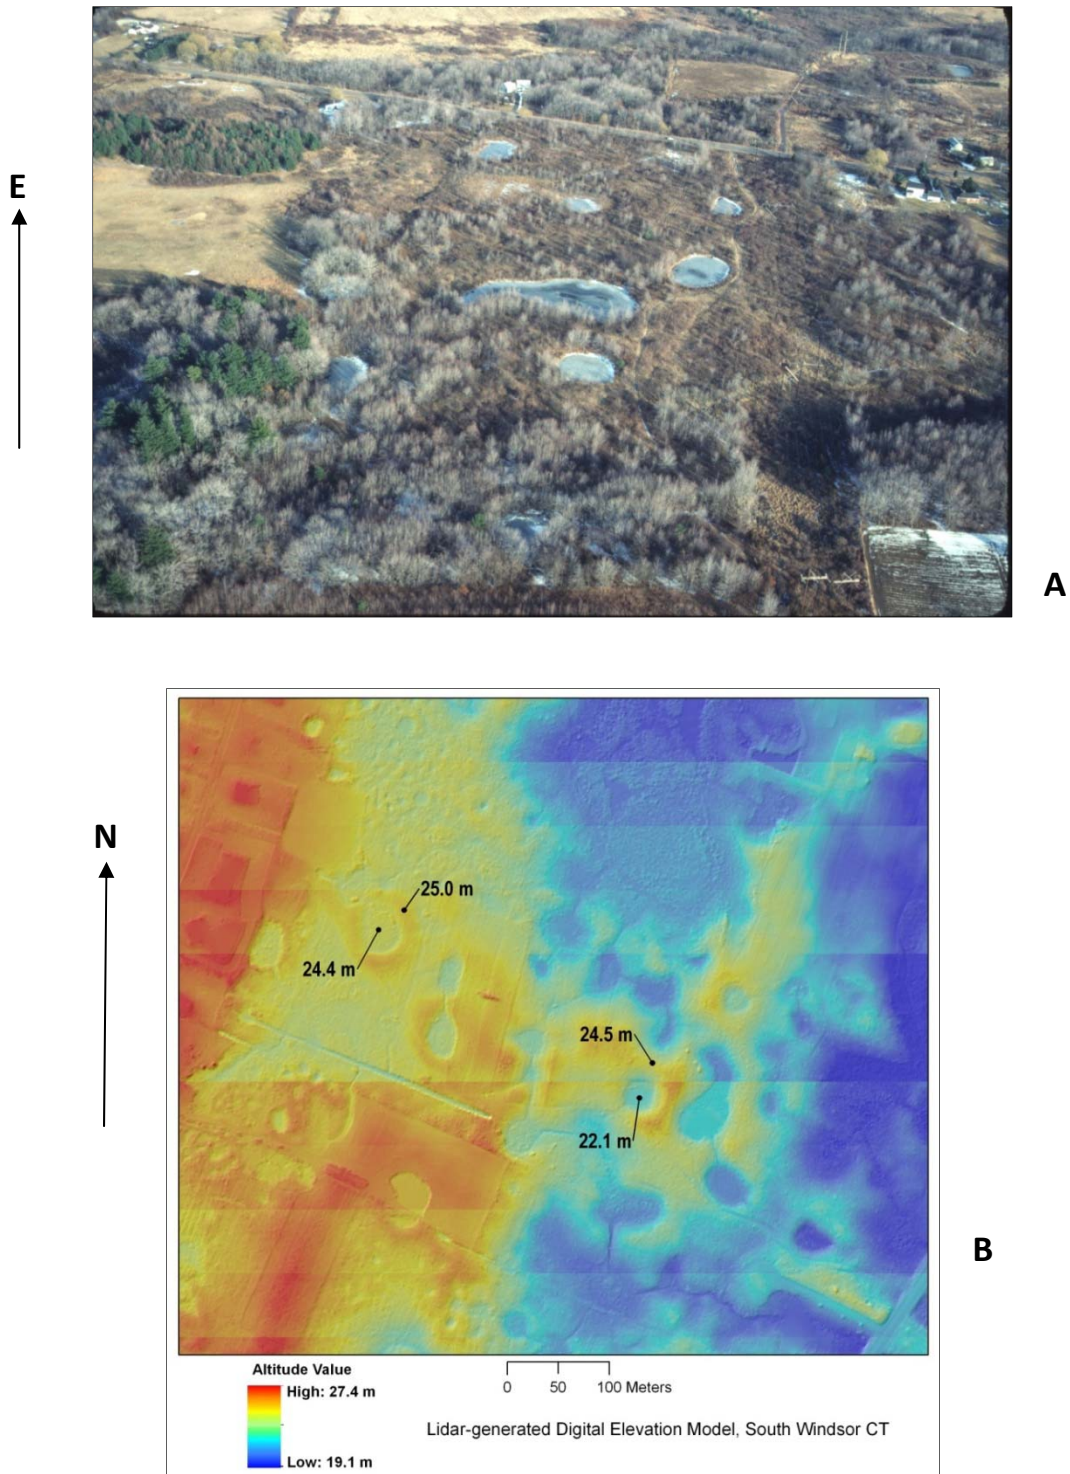 E
A
N
25.0 m
24.4 m
24.5 m
22.1 m
B
Altitude Value
High: 27.4 m
Low: 19.1 m
0 50 100 Meters
Lidar-generated Digital Elevation Model, South Windsor CT